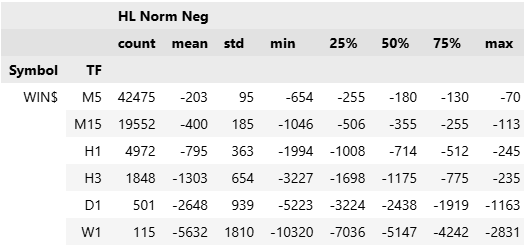 HL Norm Neg
count mean std min 25% 50% 75% max
Symbol TF
WIN$ M5 42475 -203 95 -654 -255 -180 -130 -70
M15 19552 -400 185 -1046 -506 -355 -255 -113
H1 4972 -795 363 -1994 -1008 -714 -512 -245
H3 1848 -1303 654 -3227 -1698 -1175 -775 -235
D1 501 -2648 939 -5223 -3224 -2438 -1919 -1163
W1 115 -5632 1810 -10320 -7036 -5147 -4242 -2831